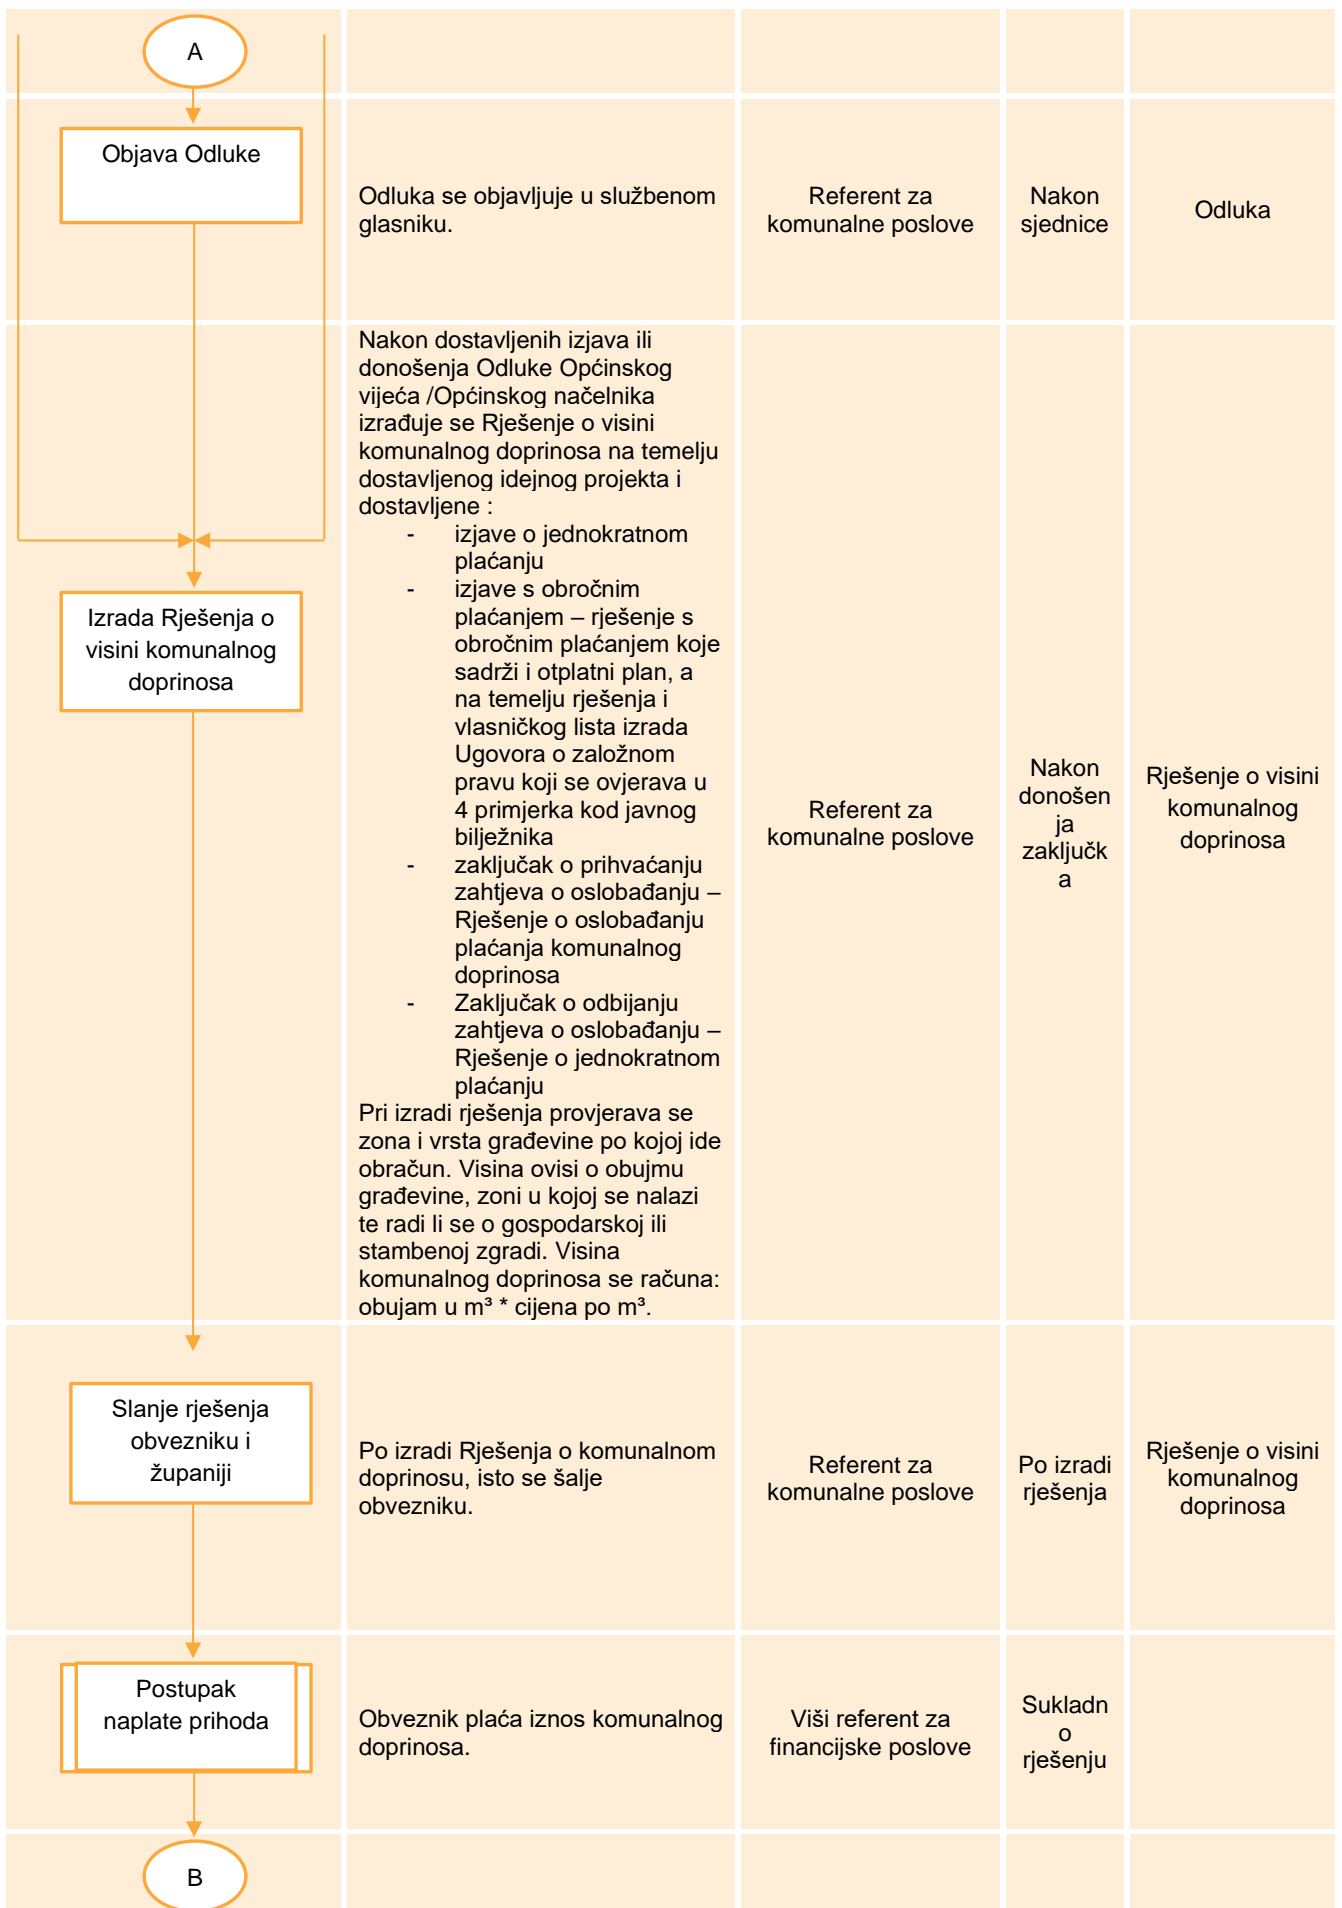 A
Objava Odluke
Odluka se objavljuje u službenom
glasniku.
Referent za
komunalne poslove
Nakon
sjednice
Odluka
Izrada Rješenja o
visini komunalnog
doprinosa
Nakon dostavljenih izjava ili
donošenja Odluke Općinskog
vijeća /Općinskog načelnika
izrađuje se Rješenje o visini
komunalnog doprinosa na temelju
dostavljenog idejnog projekta i
dostavljene :
- izjave o jednokratnom
plaćanju
- izjave s obročnim
plaćanjem – rješenje s
obročnim plaćanjem koje
sadrži i otplatni plan, a
na temelju rješenja i
vlasničkog lista izrada
Ugovora o založnom
pravu koji se ovjerava u
4 primjerka kod javnog
bilježnika
- zaključak o prihvaćanju
zahtjeva o oslobađanju –
Rješenje o oslobađanju
plaćanja komunalnog
doprinosa
- Zaključak o odbijanju
zahtjeva o oslobađanju –
Rješenje o jednokratnom
plaćanju
Pri izradi rješenja provjerava se
zona i vrsta građevine po kojoj ide
obračun. Visina ovisi o obujmu
građevine, zoni u kojoj se nalazi
te radi li se o gospodarskoj ili
stambenoj zgradi. Visina
komunalnog doprinosa se računa:
obujam u m³ * cijena po m³.
Referent za
komunalne poslove
Nakon
donošen
ja
zaključk
a
Rješenje o visini
komunalnog
doprinosa
Slanje rješenja
obvezniku i
županiji
Po izradi Rješenja o komunalnom
doprinosu, isto se šalje
obvezniku.
Referent za
komunalne poslove
Po izradi
rješenja
Rješenje o visini
komunalnog
doprinosa
Postupak
naplate prihoda
Obveznik plaća iznos komunalnog
doprinosa.
Viši referent za
financijske poslove
Sukladn
o
rješenju
B